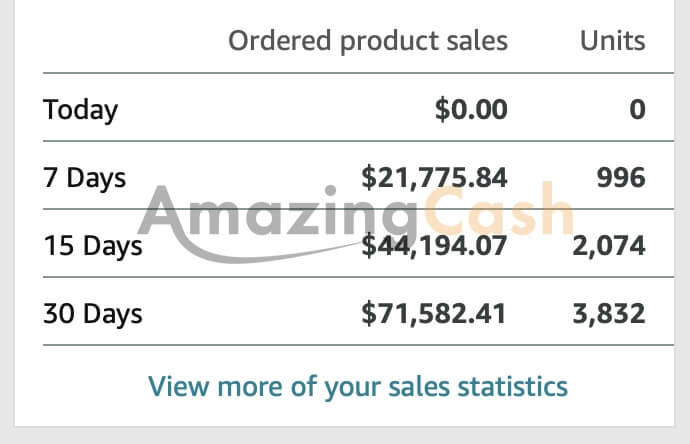 Ordered product sales Units
Today $0.00 0
7 Days $21,775.84 996
AmazingCash
15 Days $44,194.07 2,074
30 Days $71,582.41 3,832
View more of your sales statistics